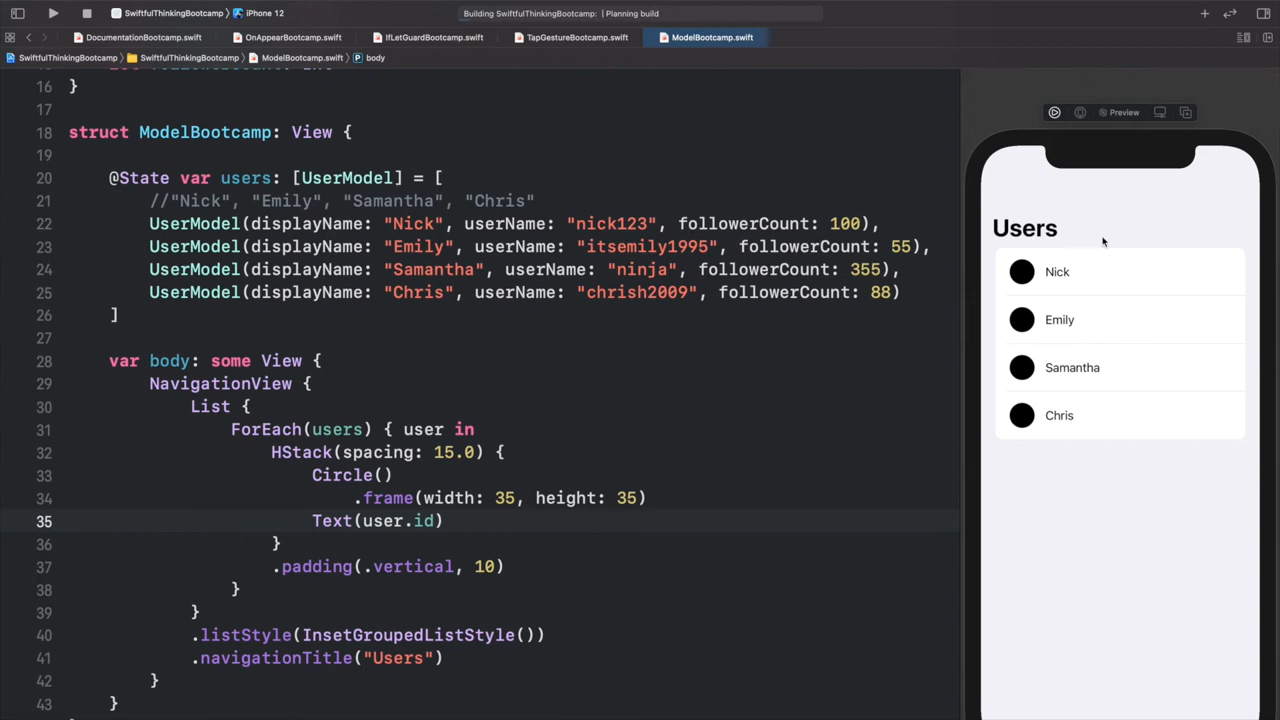 SwiftfulThinkingBootcamp
iPhone 12
Building SwiftfulThinkingBootcamp: | Planning build
DocumentationBootcamp.swift
OnAppearBootcamp.swift
IfLetGuardBootcamp.swift
TapGestureBootcamp.swift
ModelBootcamp.swift
SwiftfulThinkingBootcamp
SwiftfulThinkingBootcamp
ModelBootcamp.swift
P body
16 }
17
18 struct ModelBootcamp: View {
19
20 @State var users: [UserModel] = [
21 //"Nick", "Emily", "Samantha", "Chris"
22 UserModel(displayName: "Nick", userName: "nick123", followerCount: 100),
23 UserModel(displayName: "Emily", userName: "itsemily1995", followerCount: 55),
24 UserModel(displayName: "Samantha", userName: "ninja", followerCount: 355),
25 UserModel(displayName: "Chris", userName: "chrish2009", followerCount: 88)
26 ]
27
28 var body: some View {
29 NavigationView {
30 List {
31 ForEach(users) { user in
32 HStack(spacing: 15.0) {
33 Circle()
34 .frame(width: 35, height: 35)
35 Text(user.id)
36 }
37 .padding(.vertical, 10)
38 }
39 }
40 .listStyle(InsetGroupedListStyle())
41 .navigationTitle("Users")
42 }
43 }
Preview
Users
Nick
Emily
Samantha
Chris